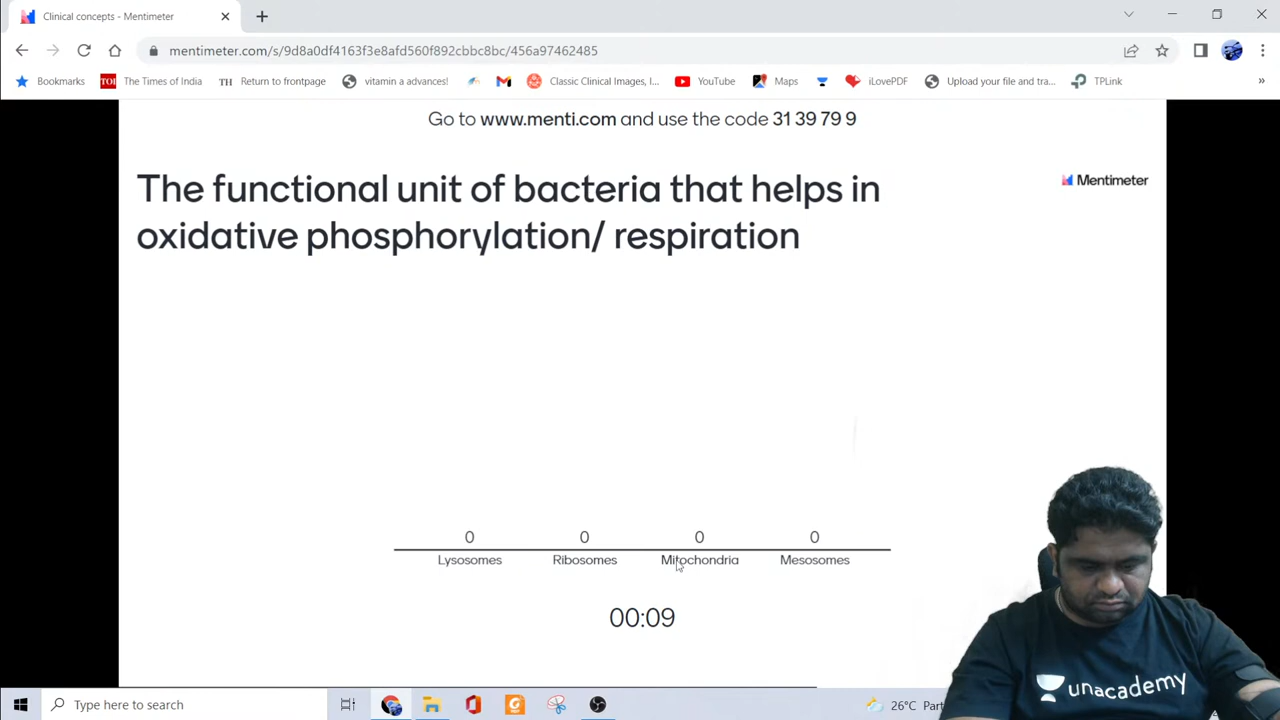 Clinical concepts - Mentimeter
mentimeter.com/s/9d8a0df4163f3e8afd560f892cbbc8bc/456a97462485
Bookmarks TOI The Times of India TH Return to frontpage vitamin a advances! Classic Clinical Images, I... YouTube Maps iLovePDF Upload your file and tra... TPLink »
Go to www.menti.com and use the code 31 39 79 9
Mentimeter
The functional unit of bacteria that helps in
oxidative phosphorylation/ respiration
0 0 0 0
Lysosomes Ribosomes Mitochondria Mesosomes
00:09
unacademy
Type here to search 26°C Part